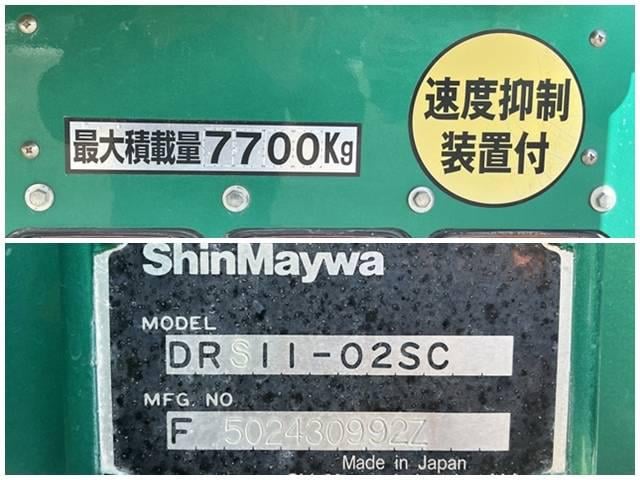 最大積載量7700Kg
速度抑制
装置付
ShinMaywa
MODEL
DRS11-02SC
MFG. NO
F 502430992Z
Made in Japan